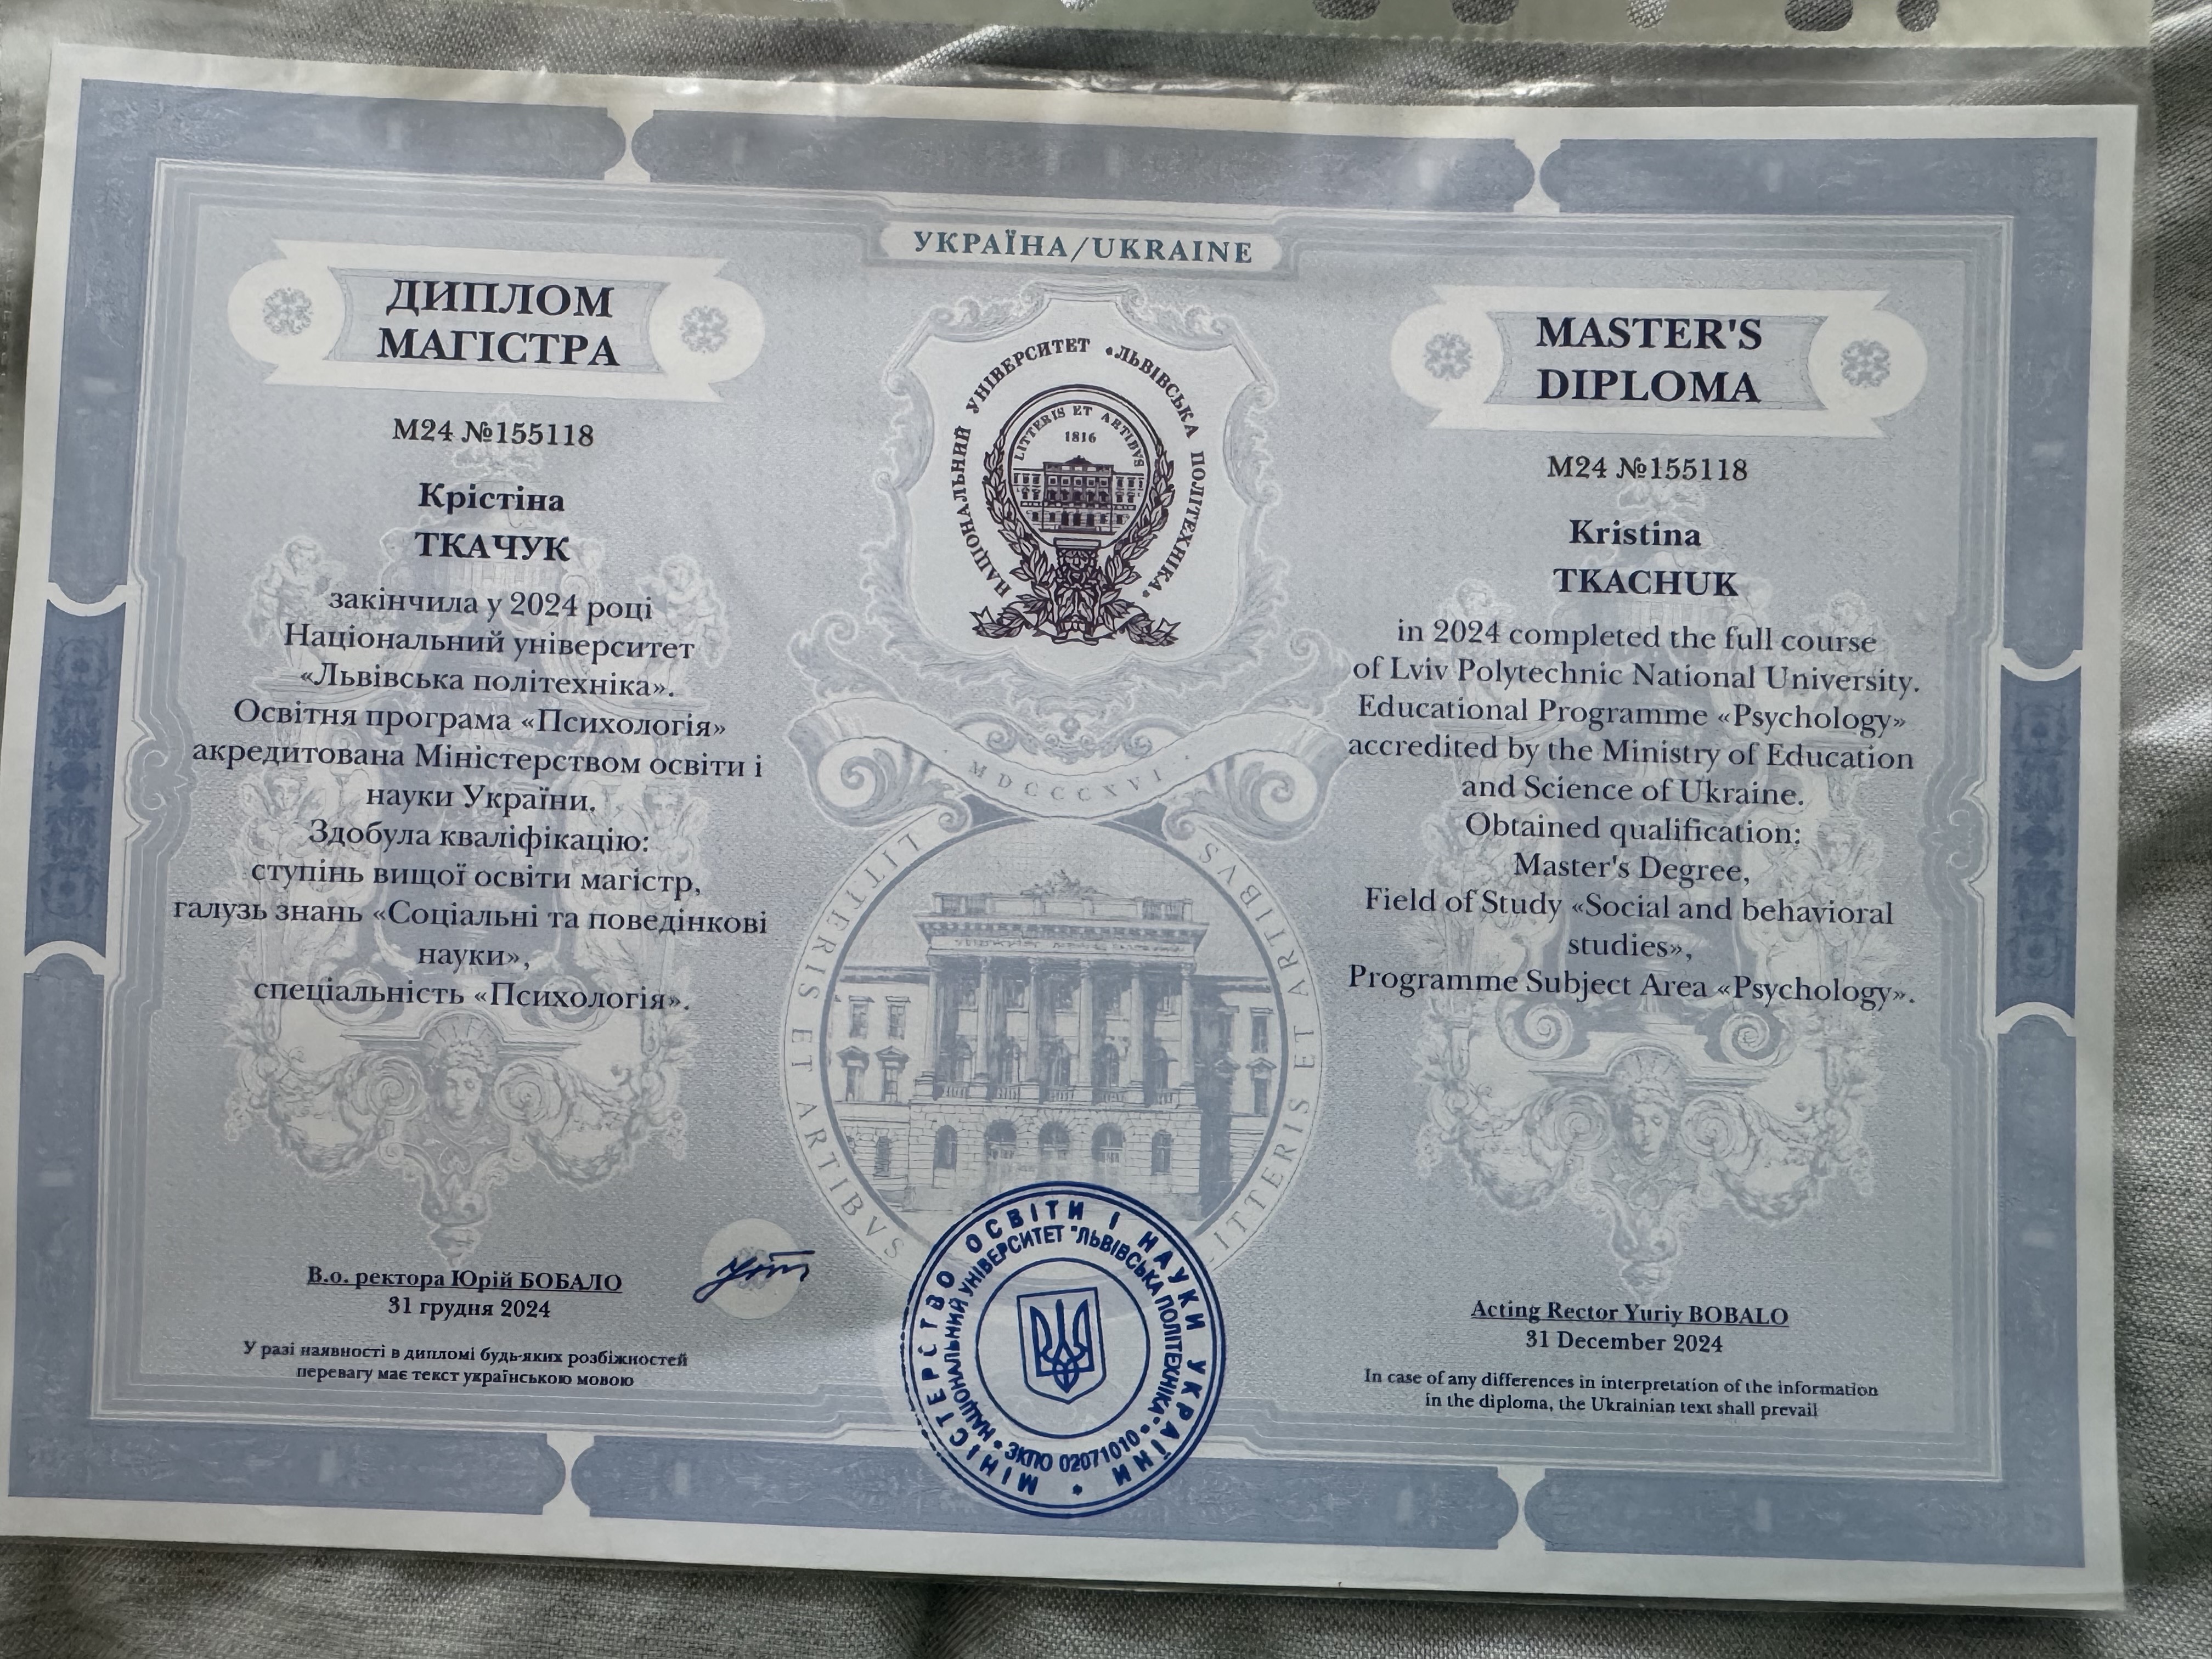 УКРАЇНА/UKRAINE
ДИПЛОМ
МАГІСТРА
М24 №155118
Крістіна
ТКАЧУК
закінчила у 2024 році
Національний університет
«Львівська політехніка».
Освітня програма «Психологія»
акредитована Міністерством освіти і
науки України.
Здобула кваліфікацію:
ступінь вищої освіти магістр,
галузь знань «Соціальні та поведінкові
науки»,
спеціальність «Психологія».
В.о. ректора Юрій БОБАЛО
31 грудня 2024
У разі наявності в дипломі будь-яких розбіжностей
перевагу має текст українською мовою
НАЦІОНАЛЬНИЙ УНІВЕРСИТЕТ «ЛЬВІВСЬКА ПОЛІТЕХНІКА»
LITTERIS ET ARTIBVS
1816
· MDCCCXVI ·
LITTERIS ET ARTIBVS
LITTERIS ET ARTIBVS
LITTERIS ET ARTIBVS
МІНІСТЕРСТВО ОСВІТИ І НАУКИ УКРАЇНИ
НАЦІОНАЛЬНИЙ УНІВЕРСИТЕТ "ЛЬВІВСЬКА ПОЛІТЕХНІКА"
ЗКПО 02071010
MASTER'S
DIPLOMA
M24 №155118
Kristina
TKACHUK
in 2024 completed the full course
of Lviv Polytechnic National University.
Educational Programme «Psychology»
accredited by the Ministry of Education
and Science of Ukraine.
Obtained qualification:
Master's Degree,
Field of Study «Social and behavioral
studies»,
Programme Subject Area «Psychology».
Acting Rector Yuriy BOBALO
31 December 2024
In case of any differences in interpretation of the information
in the diploma, the Ukrainian text shall prevail